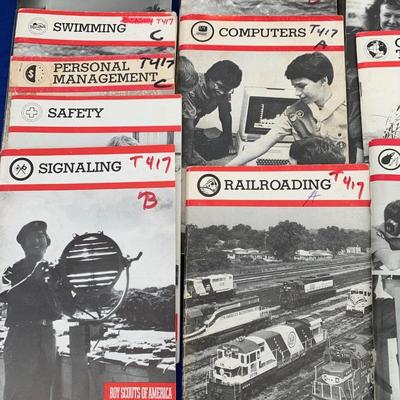 SWIMMING T417
C
PERSONAL
MANAGEMENT
T417
C
SAFETY
SIGNALING T417
B
BOY SCOUTS OF AMERICA
COMPUTERS T417
A
RAILROADING T417
A